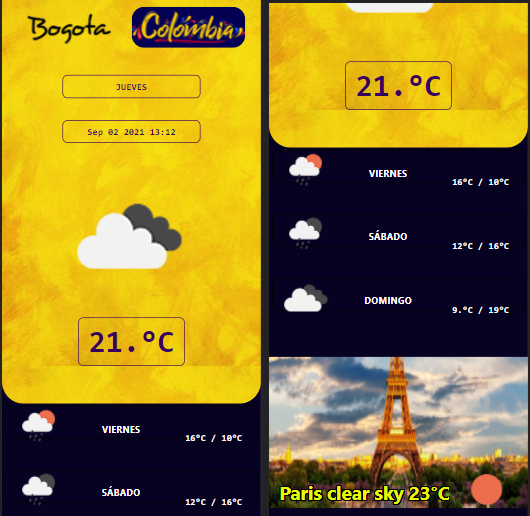 Bogota
Colombia
JUEVES
Sep 02 2021 13:12
21.°C
VIERNES
16°C / 10°C
SÁBADO
12°C / 16°C
21.°C
VIERNES
16°C / 10°C
SÁBADO
12°C / 16°C
DOMINGO
9.°C / 19°C
Paris clear sky 23°C